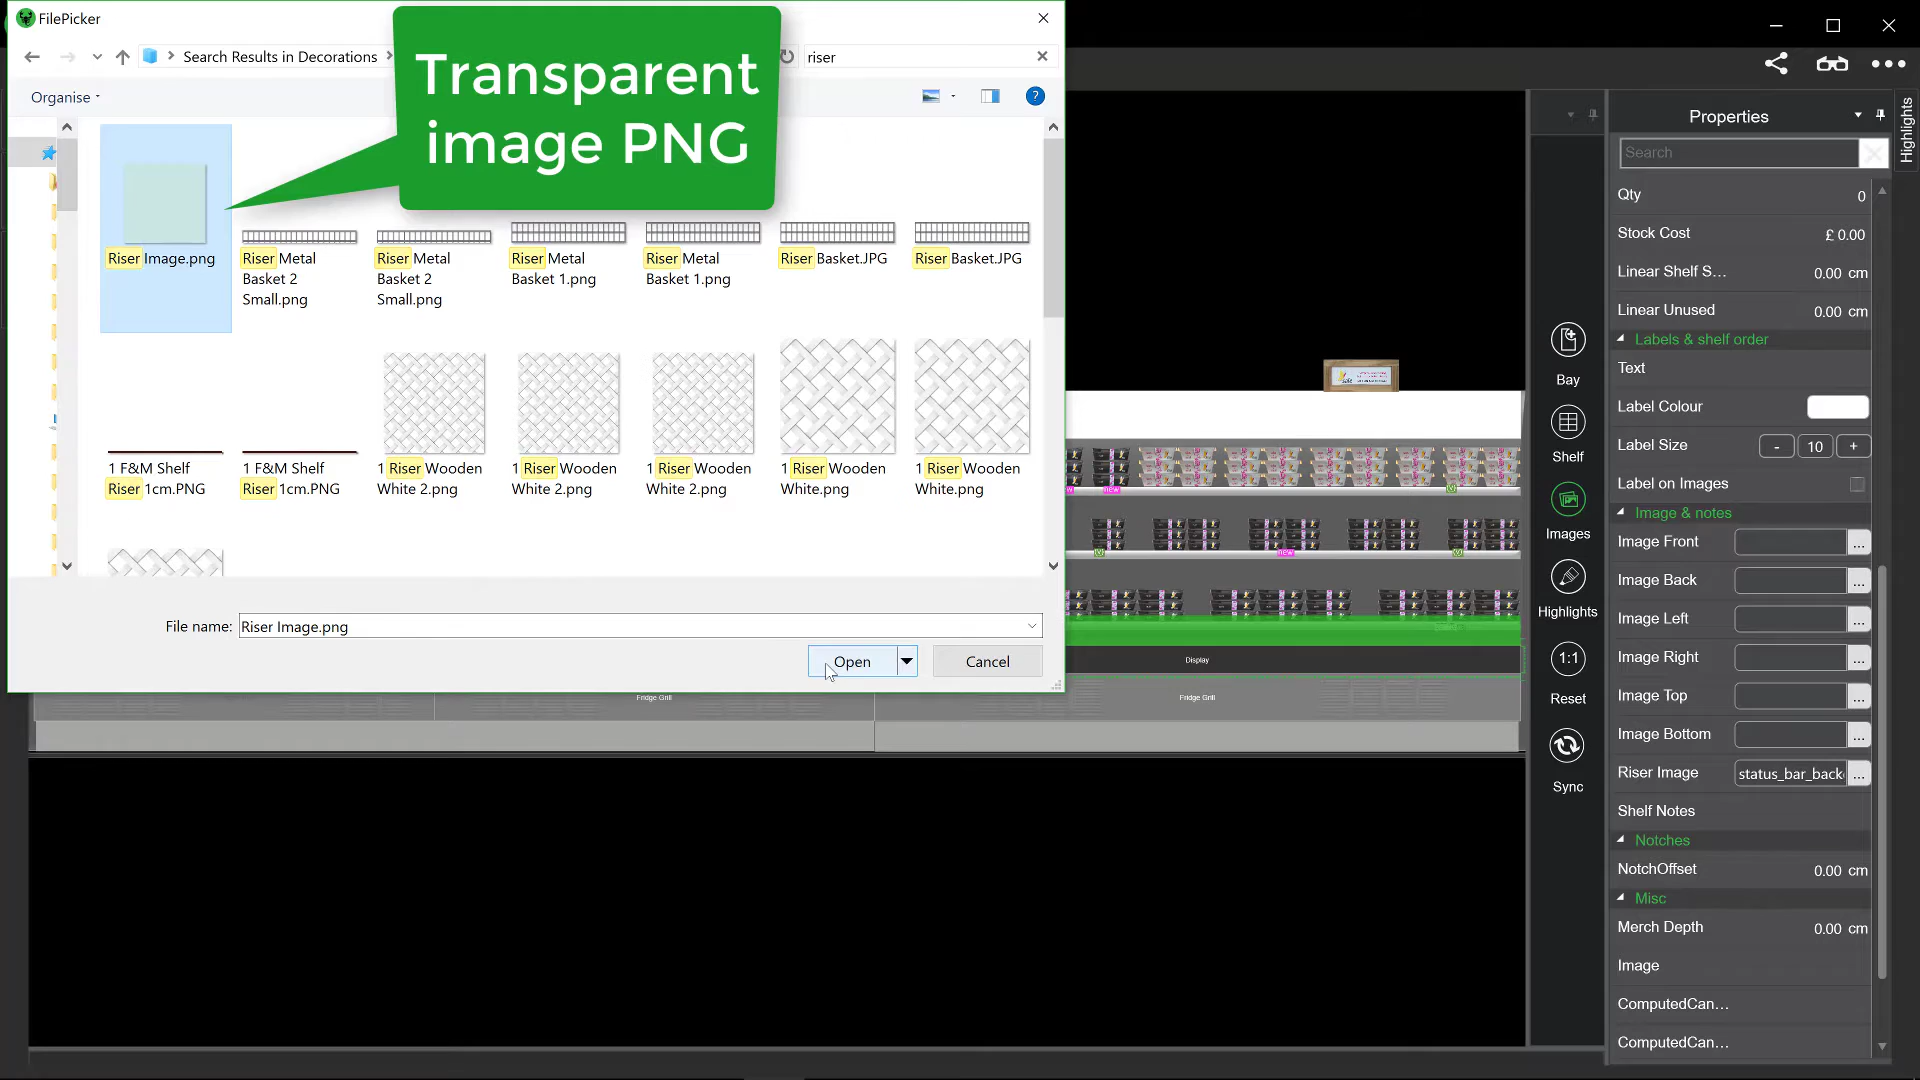 FilePicker
Search Results in Decorations
riser
Organise
Transparent
image PNG
Riser Image.png
Riser Metal
Basket 2
Small.png
Riser Metal
Basket 2
Small.png
Riser Metal
Basket 1.png
Riser Metal
Basket 1.png
Riser Basket.JPG
Riser Basket.JPG
1 F&M Shelf
Riser 1cm.PNG
1 F&M Shelf
Riser 1cm.PNG
1 Riser Wooden
White 2.png
1 Riser Wooden
White 2.png
1 Riser Wooden
White 2.png
1 Riser Wooden
White.png
1 Riser Wooden
White.png
File name: Riser Image.png
Open
Cancel
new
new
new
Display
Fridge Grill
Fridge Grill
Bay
Shelf
Images
Highlights
1:1
Reset
Sync
Properties
Highlights
Search
Qty 0
Stock Cost £ 0.00
Linear Shelf S... 0.00 cm
Linear Unused 0.00 cm
Labels & shelf order
Text
Label Colour
Label Size - 10 +
Label on Images
Image & notes
Image Front ...
Image Back ...
Image Left ...
Image Right ...
Image Top ...
Image Bottom ...
Riser Image status_bar_back ...
Shelf Notes
Notches
NotchOffset 0.00 cm
Misc
Merch Depth 0.00 cm
Image
ComputedCan...
ComputedCan...